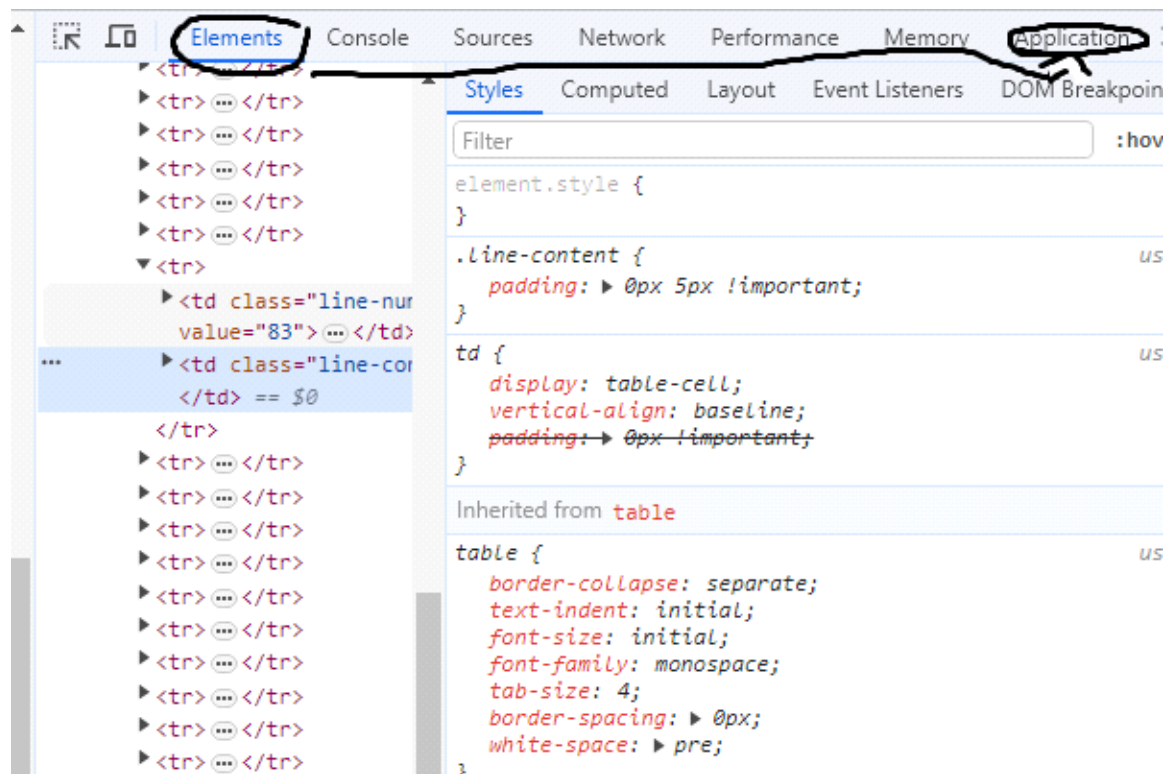 Elements Console Sources Network Performance Memory Application
Styles Computed Layout Event Listeners DOM Breakpoin
Filter :hov
<tr>…</tr>
<tr>…</tr>
<tr>…</tr>
<tr>…</tr>
<tr>…</tr>
<tr>…</tr>
<tr>
<td class="line-nur
value="83">…</td>
<td class="line-cor
</td> == $0
</tr>
<tr>…</tr>
<tr>…</tr>
<tr>…</tr>
<tr>…</tr>
<tr>…</tr>
<tr>…</tr>
<tr>…</tr>
<tr>…</tr>
<tr>…</tr>
<tr>…</tr>
element.style {
}
.line-content { us
padding: 0px 5px !important;
}
td { us
display: table-cell;
vertical-align: baseline;
padding: 0px !important;
}
Inherited from table
table { us
border-collapse: separate;
text-indent: initial;
font-size: initial;
font-family: monospace;
tab-size: 4;
border-spacing: 0px;
white-space: pre;
}